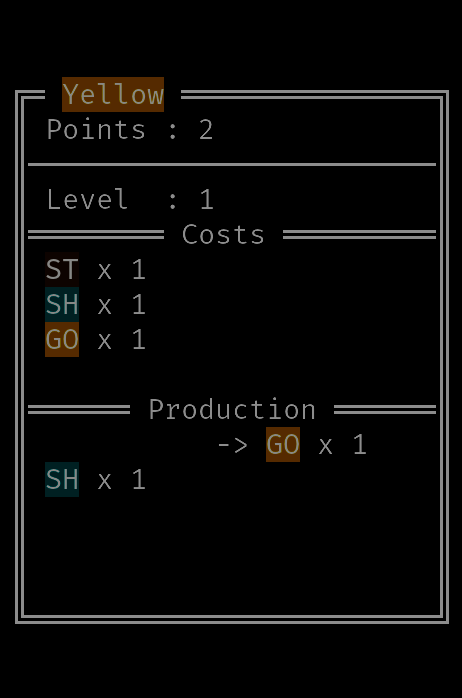 Yellow
Points : 2
Level  : 1
Costs
ST x 1
SH x 1
GO x 1
Production
-> GO x 1
SH x 1